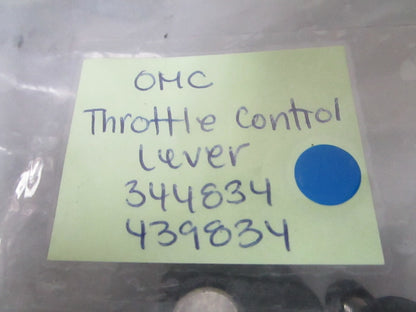 OMC
Throttle Control
Lever
344834
439834